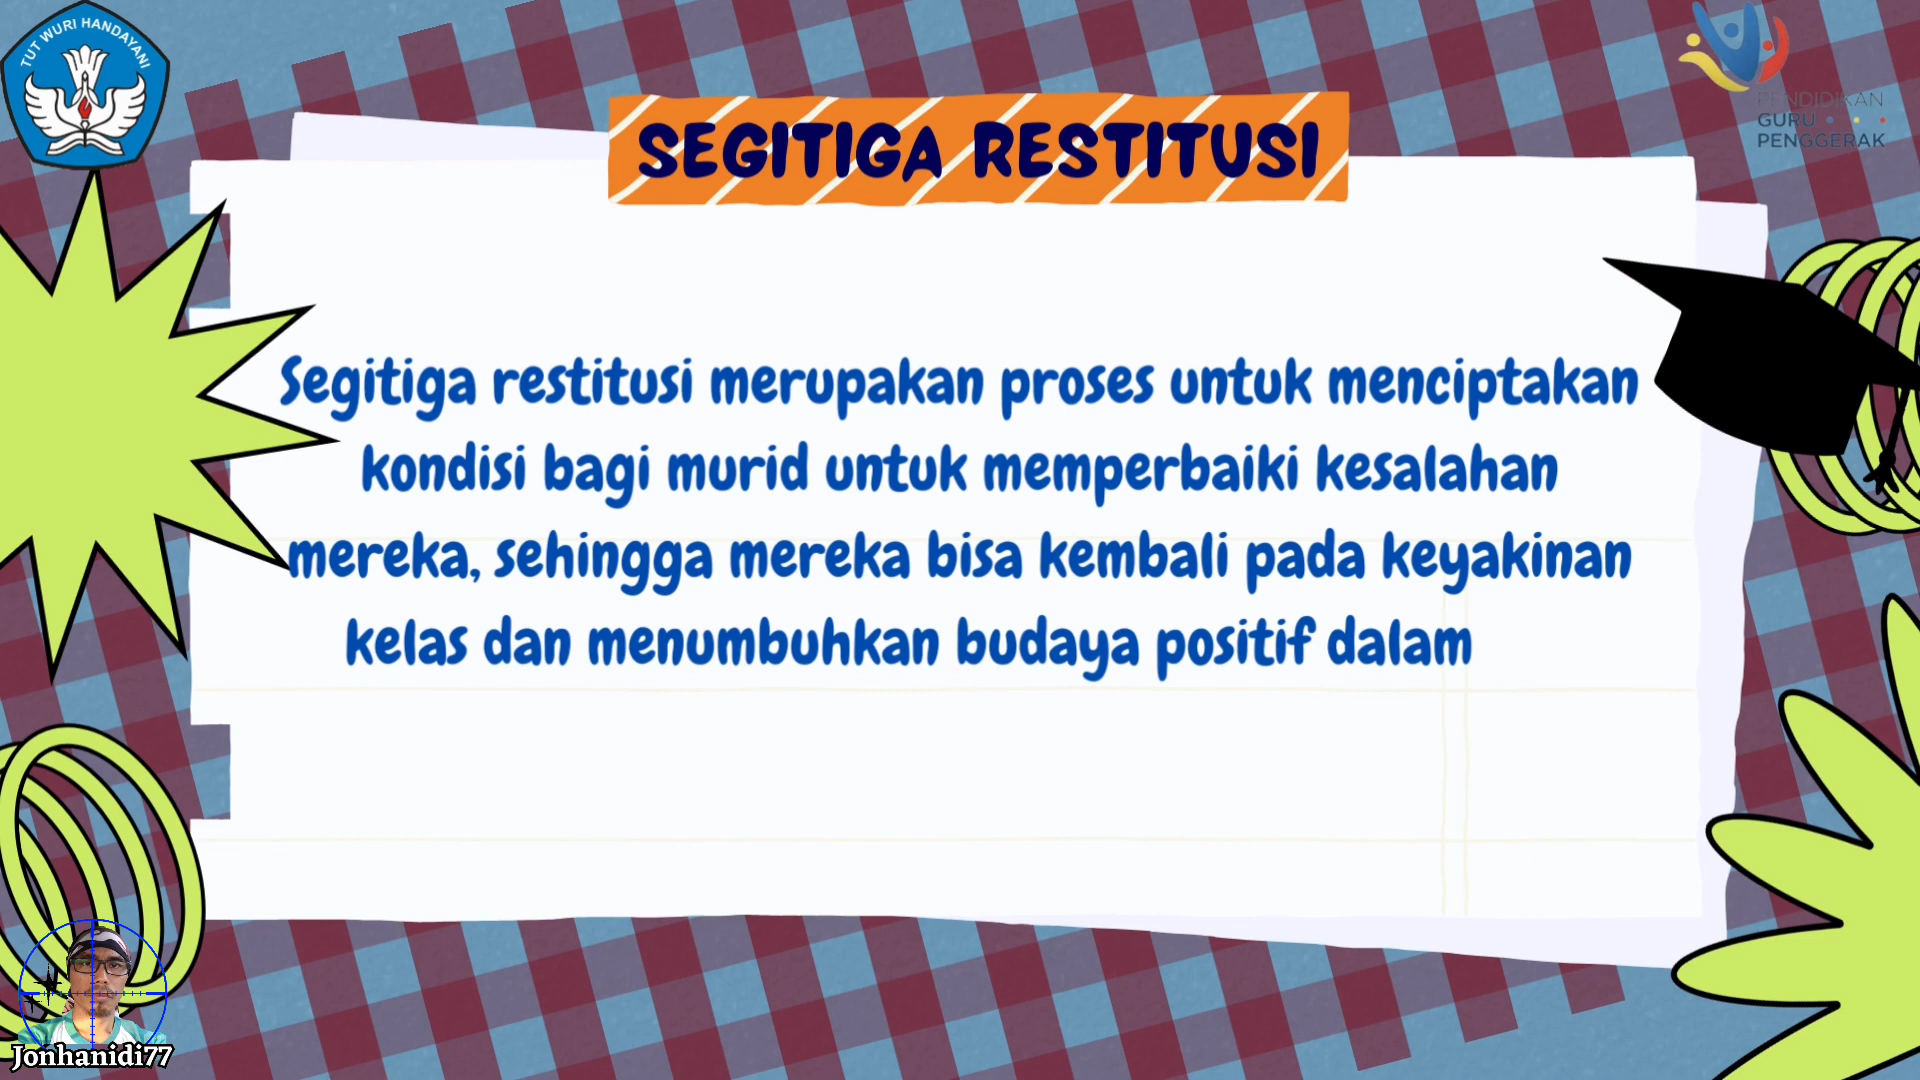 TUT WURI HANDAYANI
PENDIDIKAN
GURU
PENGGERAK
SEGITIGA RESTITUSI
Segitiga restitusi merupakan proses untuk menciptakan
kondisi bagi murid untuk memperbaiki kesalahan
mereka, sehingga mereka bisa kembali pada keyakinan
kelas dan menumbuhkan budaya positif dalam
Jonhanidi77